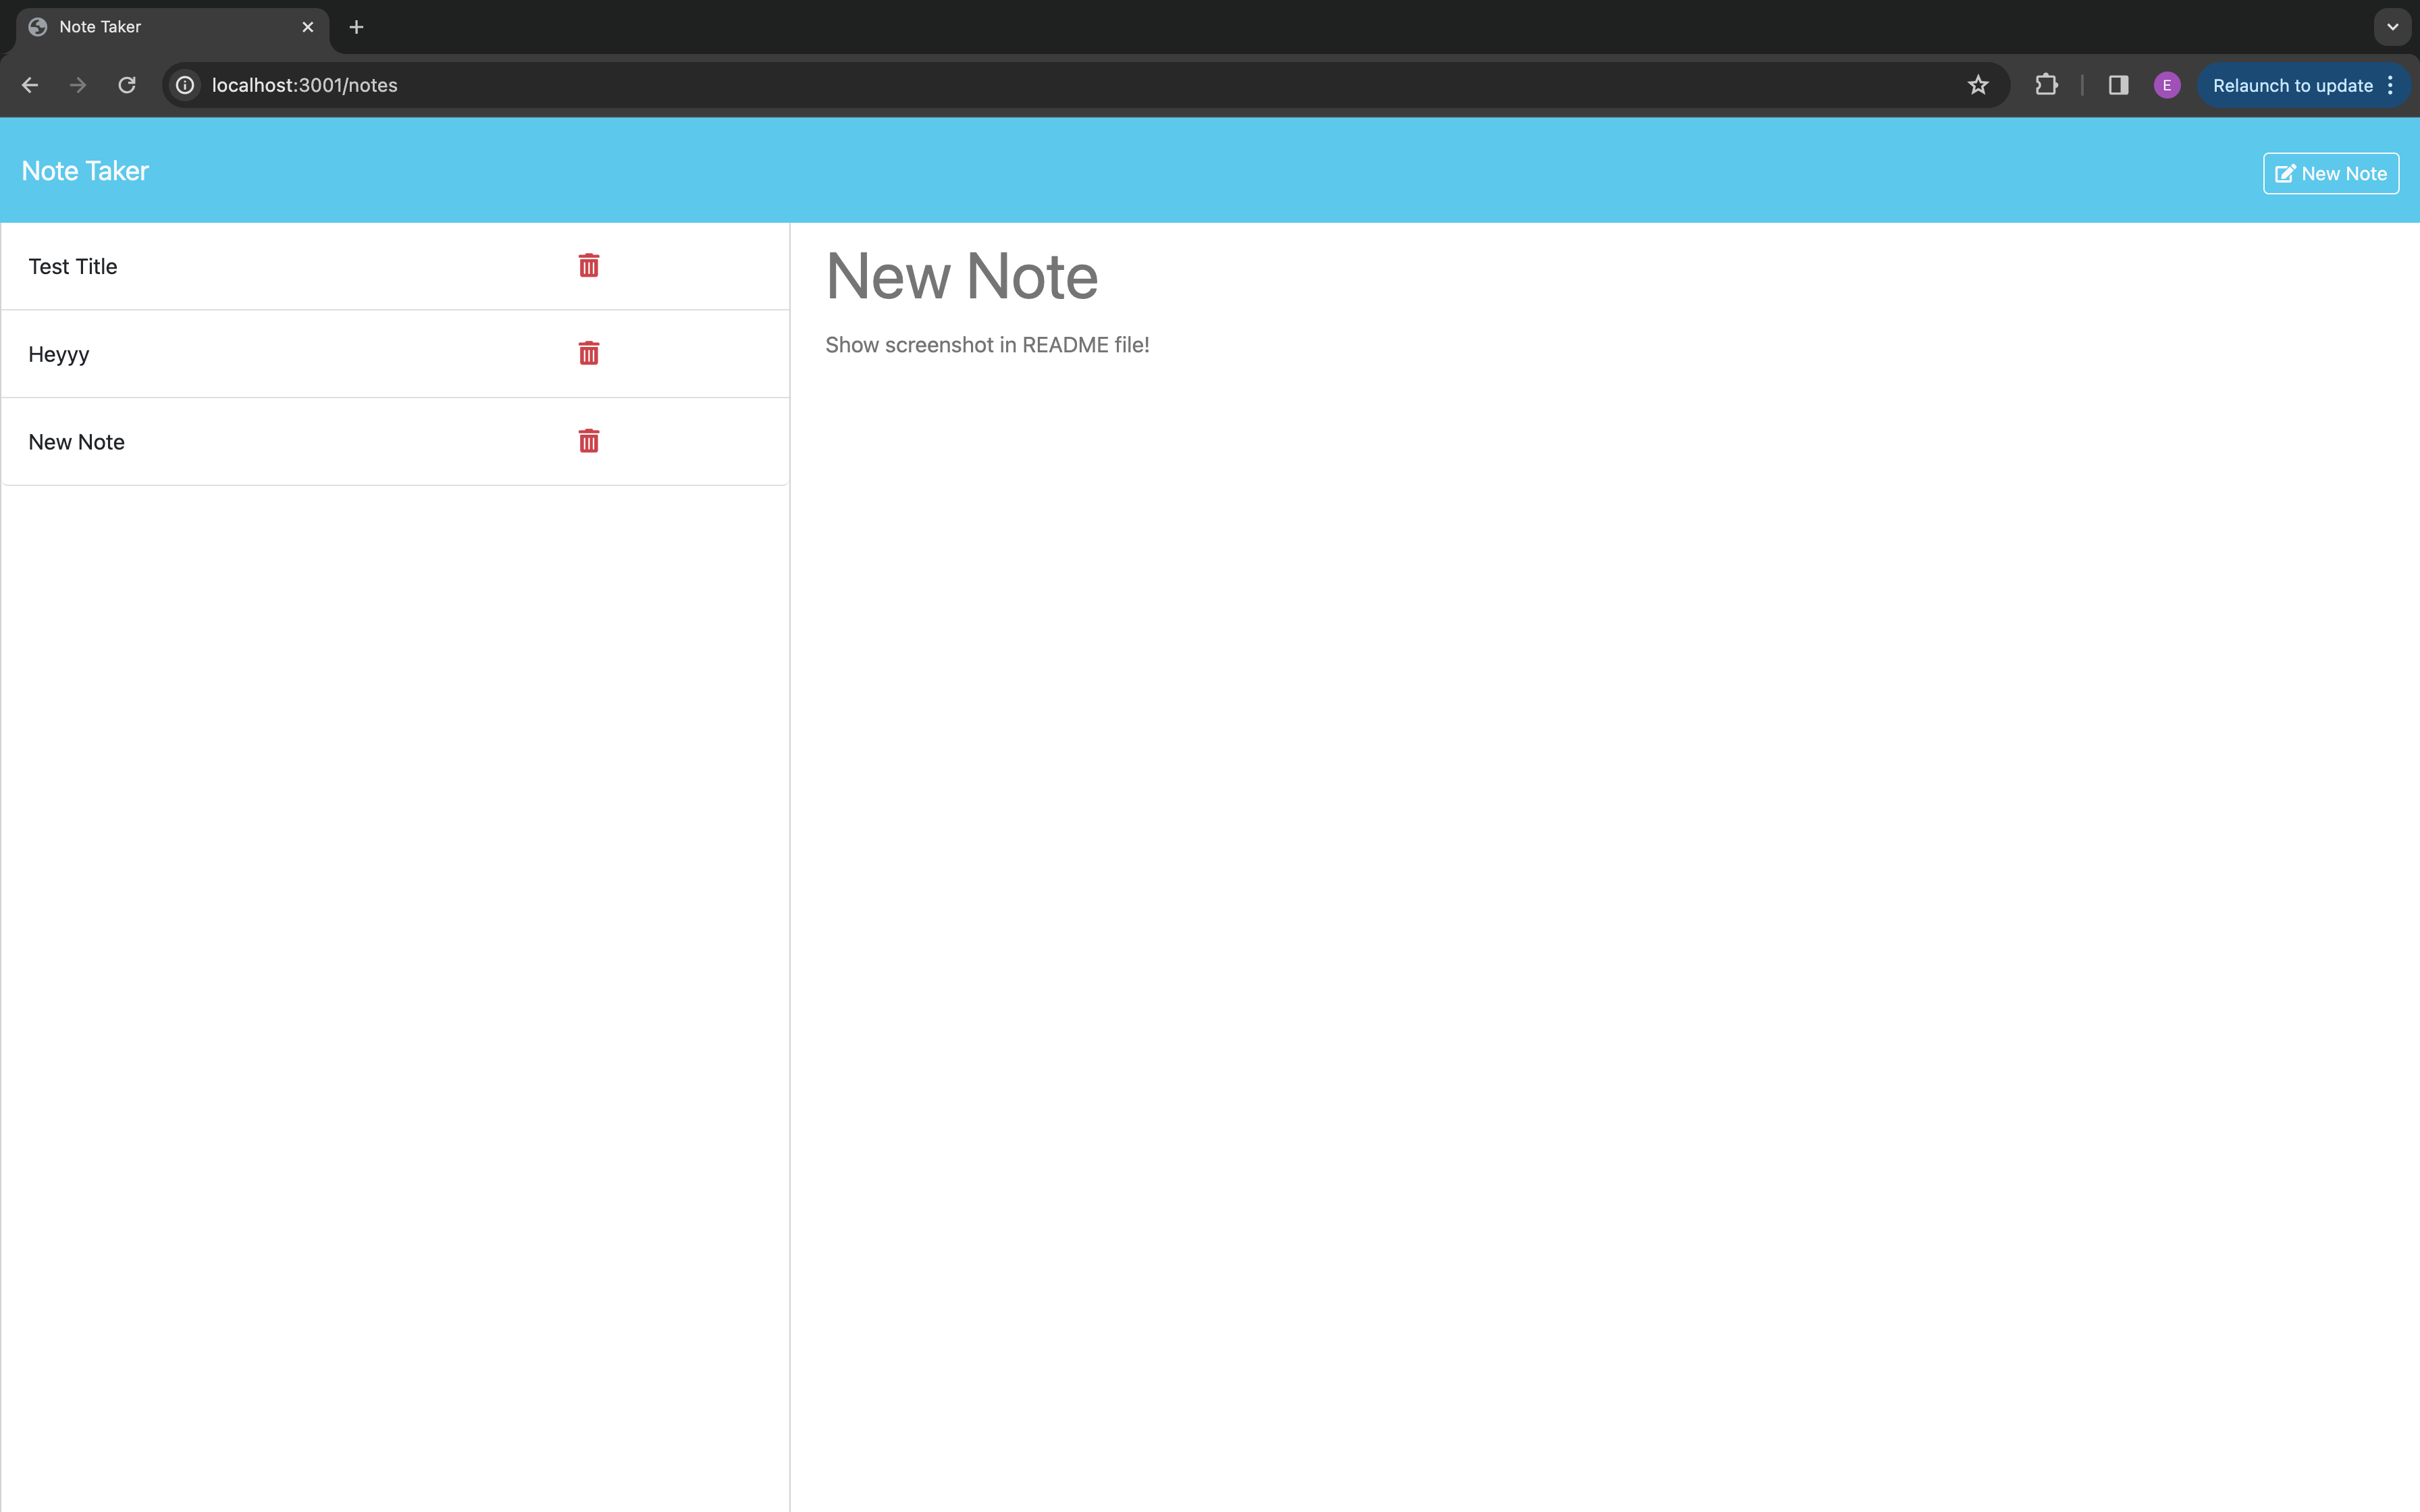 Note Taker
localhost:3001/notes
E
Relaunch to update
Note Taker
New Note
Test Title
Heyyy
New Note
New Note
Show screenshot in README file!